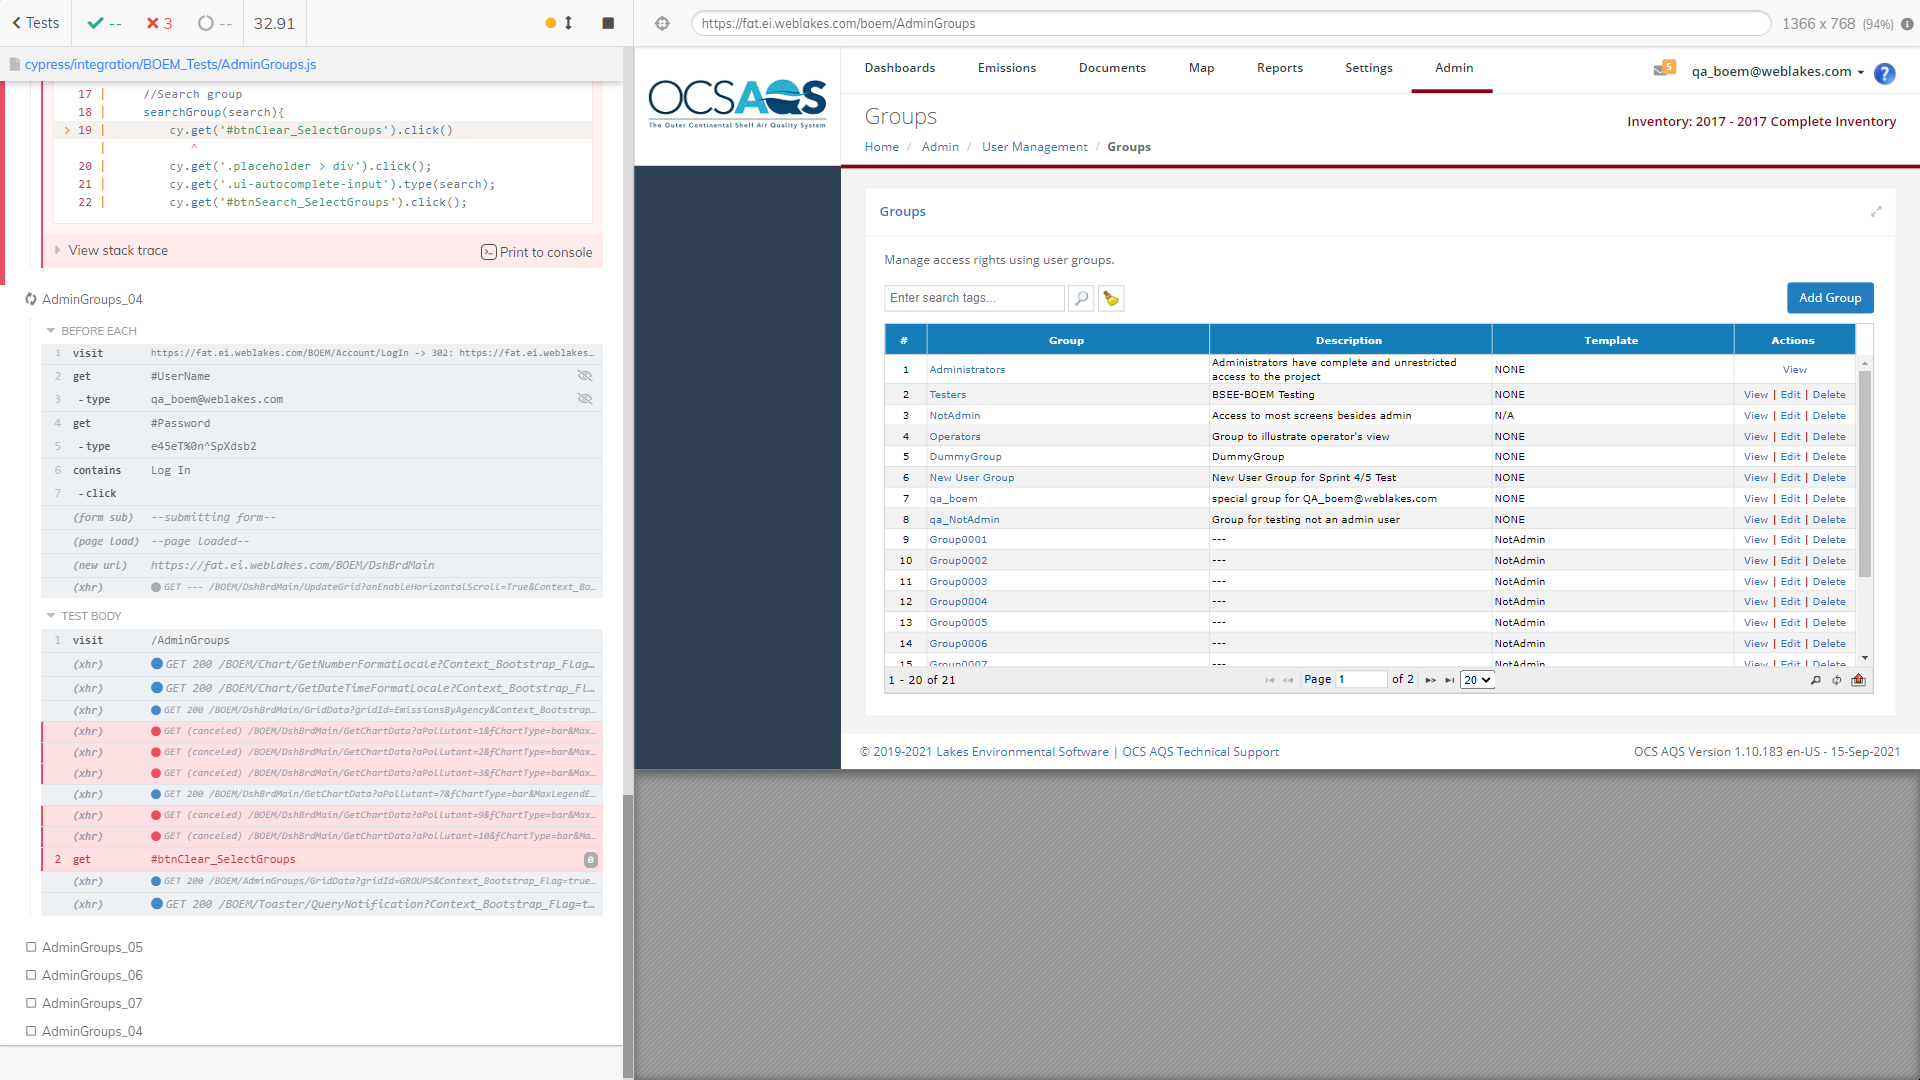 Tests
--
3
--
32.91
cypress/integration/BOEM_Tests/AdminGroups.js
17 | //Search group
18 | searchGroup(search){
> 19 | cy.get('#btnClear_SelectGroups').click()
| ^
20 | cy.get('.placeholder > div').click();
21 | cy.get('.ui-autocomplete-input').type(search);
22 | cy.get('#btnSearch_SelectGroups').click();
View stack trace
Print to console
AdminGroups_04
BEFORE EACH
1 visit https://fat.ei.weblakes.com/BOEM/Account/LogIn -> 302: https://fat.ei.weblakes...
2 get #UserName
3 -type qa_boem@weblakes.com
4 get #Password
5 -type e45eT%0n^SpXdsb2
6 contains Log In
7 -click
(form sub) --submitting form--
(page load) --page loaded--
(new url) https://fat.ei.weblakes.com/BOEM/DshBrdMain
(xhr) GET --- /BOEM/DshBrdMain/UpdateGrid?anEnableHorizontalScroll=True&Context_Bo...
TEST BODY
1 visit /AdminGroups
(xhr) GET 200 /BOEM/Chart/GetNumberFormatLocale?Context_Bootstrap_Flag...
(xhr) GET 200 /BOEM/Chart/GetDateTimeFormatLocale?Context_Bootstrap_Fl...
(xhr) GET 200 /BOEM/DshBrdMain/GridData?gridId=EmissionsByAgency&Context_Bootstrap...
(xhr) GET (canceled) /BOEM/DshBrdMain/GetChartData?aPollutant=1&fChartType=bar&Max...
(xhr) GET (canceled) /BOEM/DshBrdMain/GetChartData?aPollutant=2&fChartType=bar&Max...
(xhr) GET (canceled) /BOEM/DshBrdMain/GetChartData?aPollutant=3&fChartType=bar&Max...
(xhr) GET 200 /BOEM/DshBrdMain/GetChartData?aPollutant=7&fChartType=bar&MaxLegendE...
(xhr) GET (canceled) /BOEM/DshBrdMain/GetChartData?aPollutant=9&fChartType=bar&Max...
(xhr) GET (canceled) /BOEM/DshBrdMain/GetChartData?aPollutant=10&fChartType=bar&Ma...
2 get #btnClear_SelectGroups 0
(xhr) GET 200 /BOEM/AdminGroups/GridData?gridId=GROUPS&Context_Bootstrap_Flag=true...
(xhr) GET 200 /BOEM/Toaster/QueryNotification?Context_Bootstrap_Flag=t...
AdminGroups_05
AdminGroups_06
AdminGroups_07
AdminGroups_04
https://fat.ei.weblakes.com/boem/AdminGroups
1366 x 768 (94%)
OCSAQS
The Outer Continental Shelf Air Quality System
Dashboards Emissions Documents Map Reports Settings Admin
5
qa_boem@weblakes.com
?
Groups
Inventory: 2017 - 2017 Complete Inventory
Home / Admin / User Management / Groups
Groups
Manage access rights using user groups.
Enter search tags...
Add Group
# Group Description Template Actions
1 Administrators Administrators have complete and unrestricted access to the project NONE View
2 Testers BSEE-BOEM Testing NONE View | Edit | Delete
3 NotAdmin Access to most screens besides admin N/A View | Edit | Delete
4 Operators Group to illustrate operator's view NONE View | Edit | Delete
5 DummyGroup DummyGroup NONE View | Edit | Delete
6 New User Group New User Group for Sprint 4/5 Test NONE View | Edit | Delete
7 qa_boem special group for QA_boem@weblakes.com NONE View | Edit | Delete
8 qa_NotAdmin Group for testing not an admin user NONE View | Edit | Delete
9 Group0001 --- NotAdmin View | Edit | Delete
10 Group0002 --- NotAdmin View | Edit | Delete
11 Group0003 --- NotAdmin View | Edit | Delete
12 Group0004 --- NotAdmin View | Edit | Delete
13 Group0005 --- NotAdmin View | Edit | Delete
14 Group0006 --- NotAdmin View | Edit | Delete
15 Group0007 --- NotAdmin View | Edit | Delete
1 - 20 of 21
Page 1 of 2
20
© 2019-2021 Lakes Environmental Software | OCS AQS Technical Support
OCS AQS Version 1.10.183 en-US - 15-Sep-2021